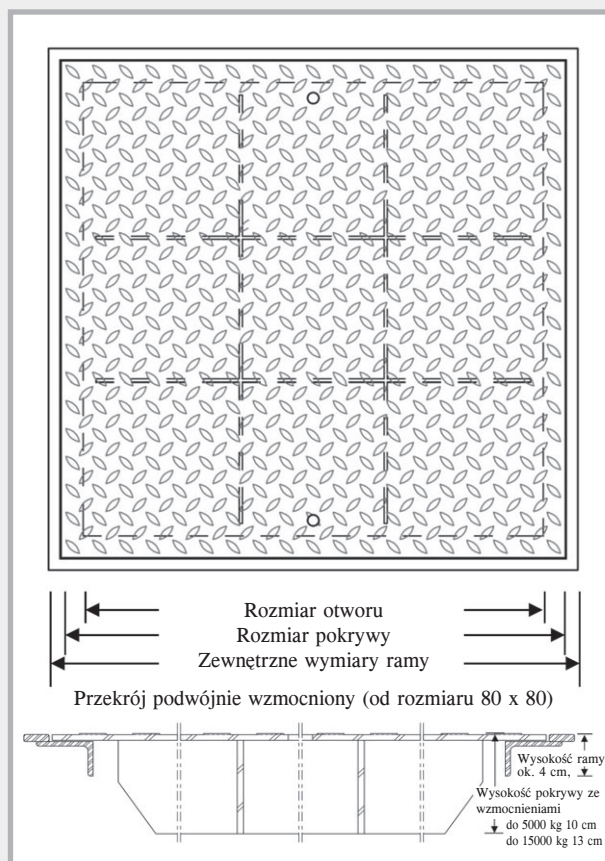 Rozmiar otworu
Rozmiar pokrywy
Zewnętrzne wymiary ramy
Przekrój podwójnie wzmocniony (od rozmiaru 80 x 80)
Wysokość ramy
ok. 4 cm,
Wysokość pokrywy ze
wzmocnieniami
do 5000 kg 10 cm
do 15000 kg 13 cm